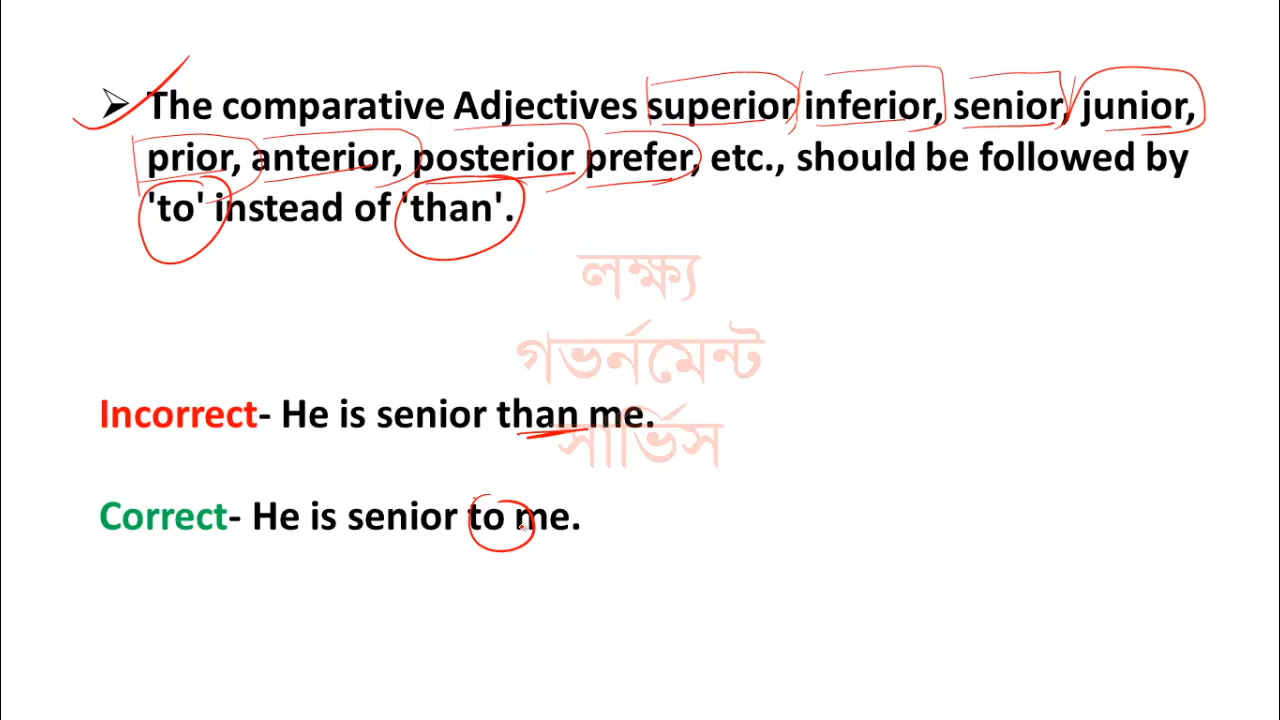 ➤ The comparative Adjectives superior inferior, senior, junior,
prior, anterior, posterior prefer, etc., should be followed by
'to' instead of 'than'.
লক্ষ্য
গভর্নমেন্ট
Incorrect- He is senior than me.
সার্ভিস
Correct- He is senior to me.